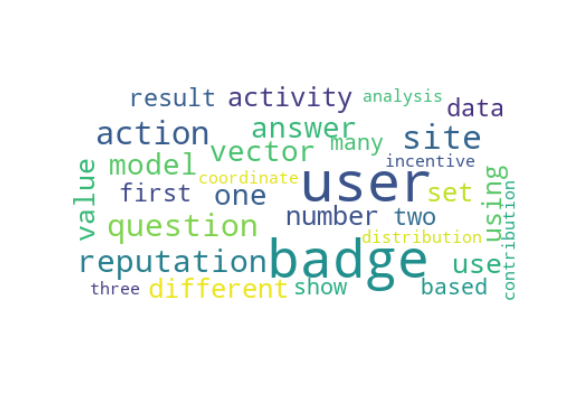 result activity analysis data
action answer many site
value model vector incentive
coordinate user set using
first one number two
question distribution contribution
reputation badge use
three different show based